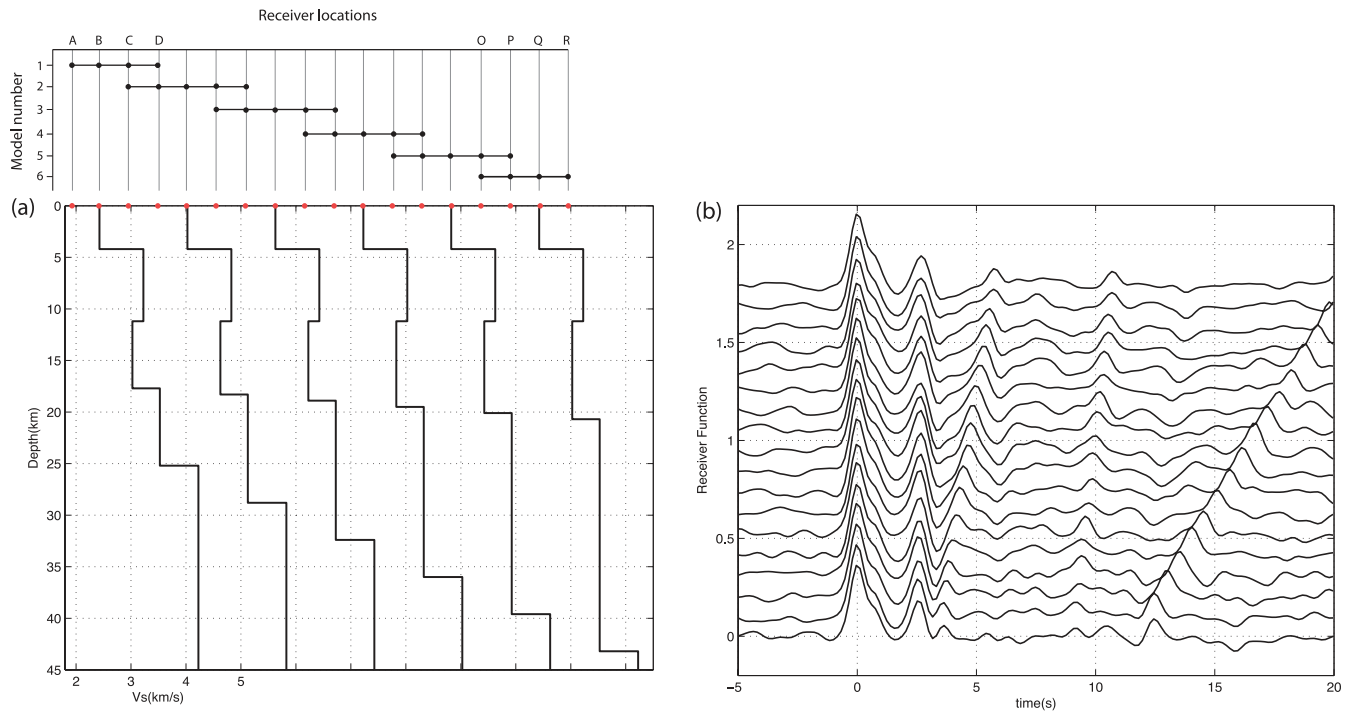 Receiver locations
A B C D O P Q R
Model number
1
2
3
4
5
6
(a)
0
5
10
15
20
25
30
35
40
45
Depth(km)
2 3 4 5
Vs(km/s)
(b)
2
1.5
1
0.5
0
Receiver Function
−5 0 5 10 15 20
time(s)